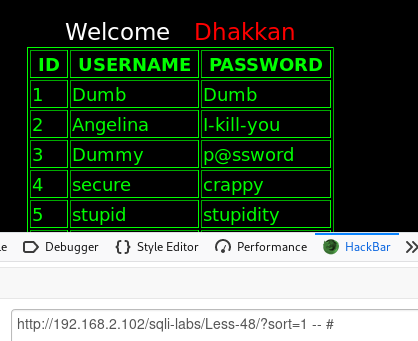 Welcome Dhakkan
ID USERNAME PASSWORD
1 Dumb Dumb
2 Angelina I-kill-you
3 Dummy p@ssword
4 secure crappy
5 stupid stupidity
le Debugger Style Editor Performance HackBar
http://192.168.2.102/sqli-labs/Less-48/?sort=1 -- #